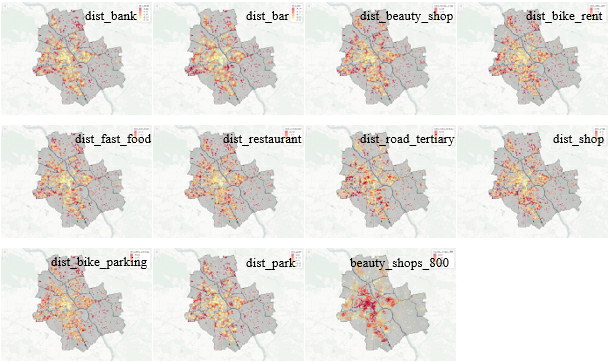 dist_bank
dist_bar
dist_beauty_shop
dist_bike_rent
dist_fast_food
dist_restaurant
dist_road_tertiary
dist_shop
dist_bike_parking
dist_park
beauty_shops_800